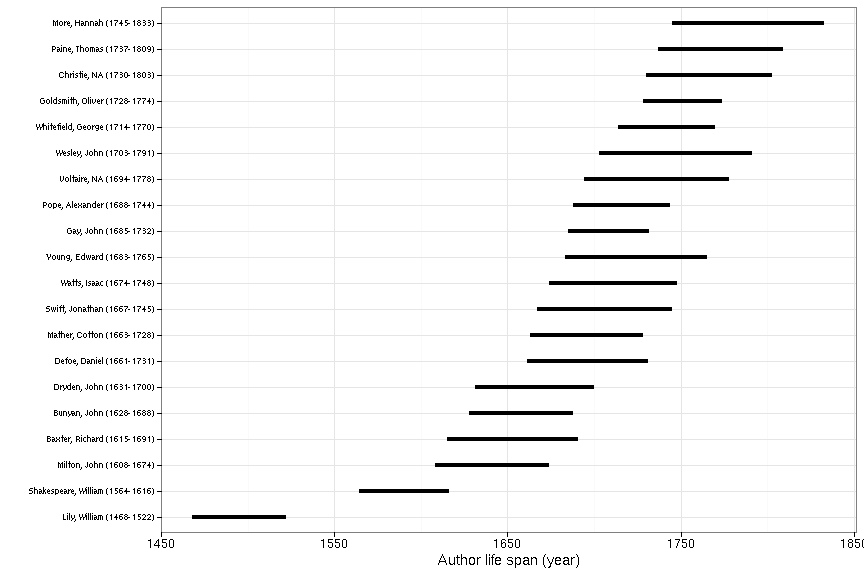 More, Hannah (1745-1833)
Paine, Thomas (1737-1809)
Christie, NA (1730-1803)
Goldsmith, Oliver (1728-1774)
Whitefield, George (1714-1770)
Wesley, John (1703-1791)
Voltaire, NA (1694-1778)
Pope, Alexander (1688-1744)
Gay, John (1685-1732)
Young, Edward (1683-1765)
Watts, Isaac (1674-1748)
Swift, Jonathan (1667-1745)
Mather, Cotton (1663-1728)
Defoe, Daniel (1661-1731)
Dryden, John (1631-1700)
Bunyan, John (1628-1688)
Baxter, Richard (1615-1691)
Milton, John (1608-1674)
Shakespeare, William (1564-1616)
Lily, William (1468-1522)
1450 1550 1650 1750 1850
Author life span (year)